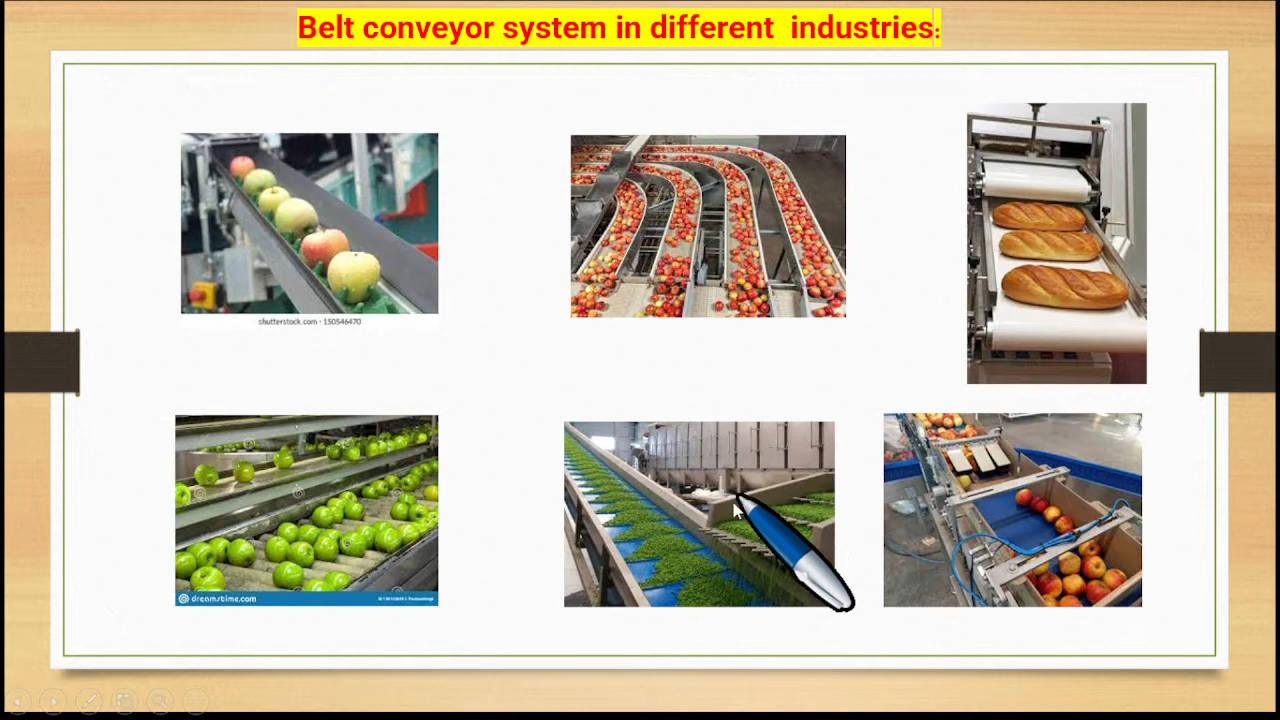 Belt conveyor system in different  industries:
shutterstock.com · 150546470
dreamstime.com